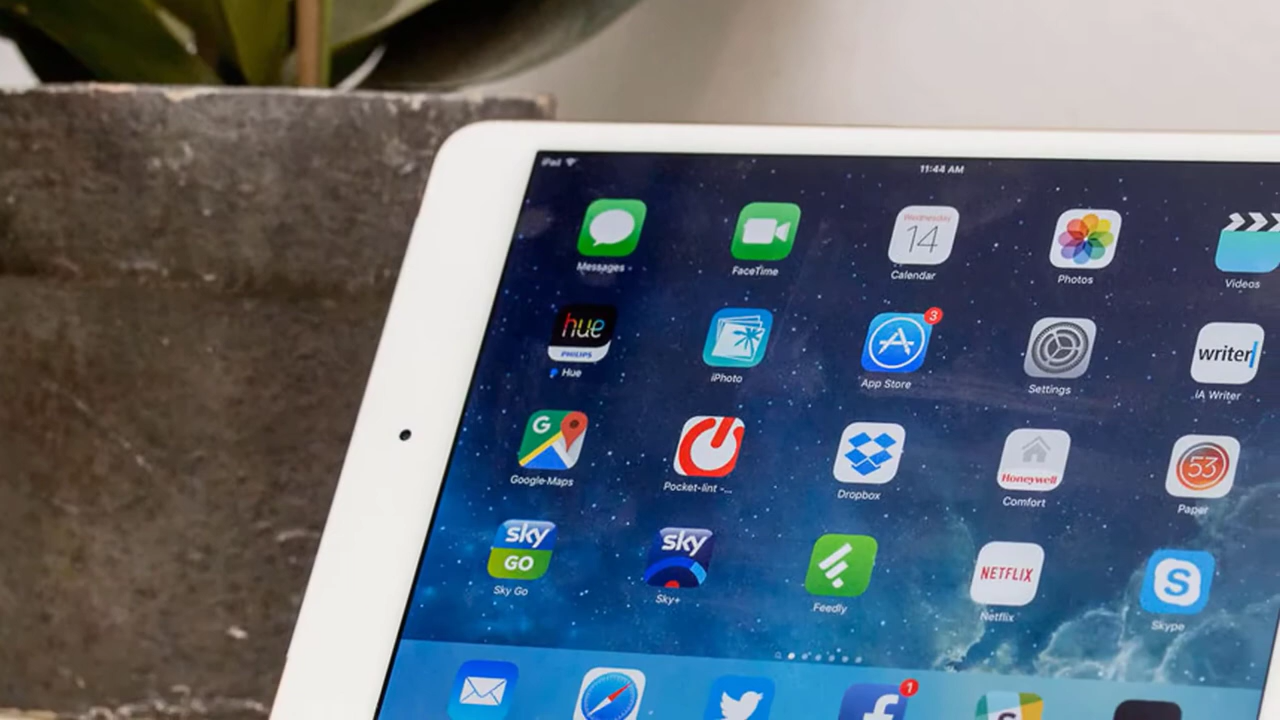 iPad
11:44 AM
Wednesday
14
Messages
FaceTime
Calendar
Photos
Videos
hue
PHILIPS
Hue
iPhoto
3
App Store
Settings
writer
iA Writer
G
Google Maps
Pocket-lint -...
Dropbox
Honeywell
Comfort
53
Paper
sky
GO
Sky Go
sky
Sky+
Feedly
NETFLIX
Netflix
S
Skype
f
1